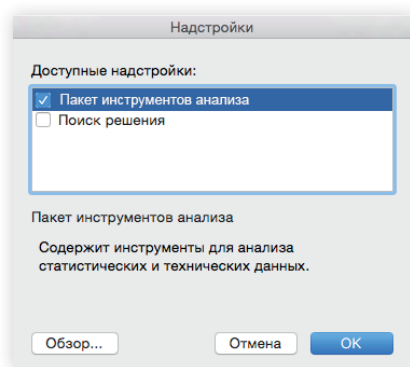 Надстройки
Доступные надстройки:
Пакет инструментов анализа
Поиск решения
Пакет инструментов анализа
Содержит инструменты для анализа
статистических и технических данных.
Обзор...
Отмена
OK